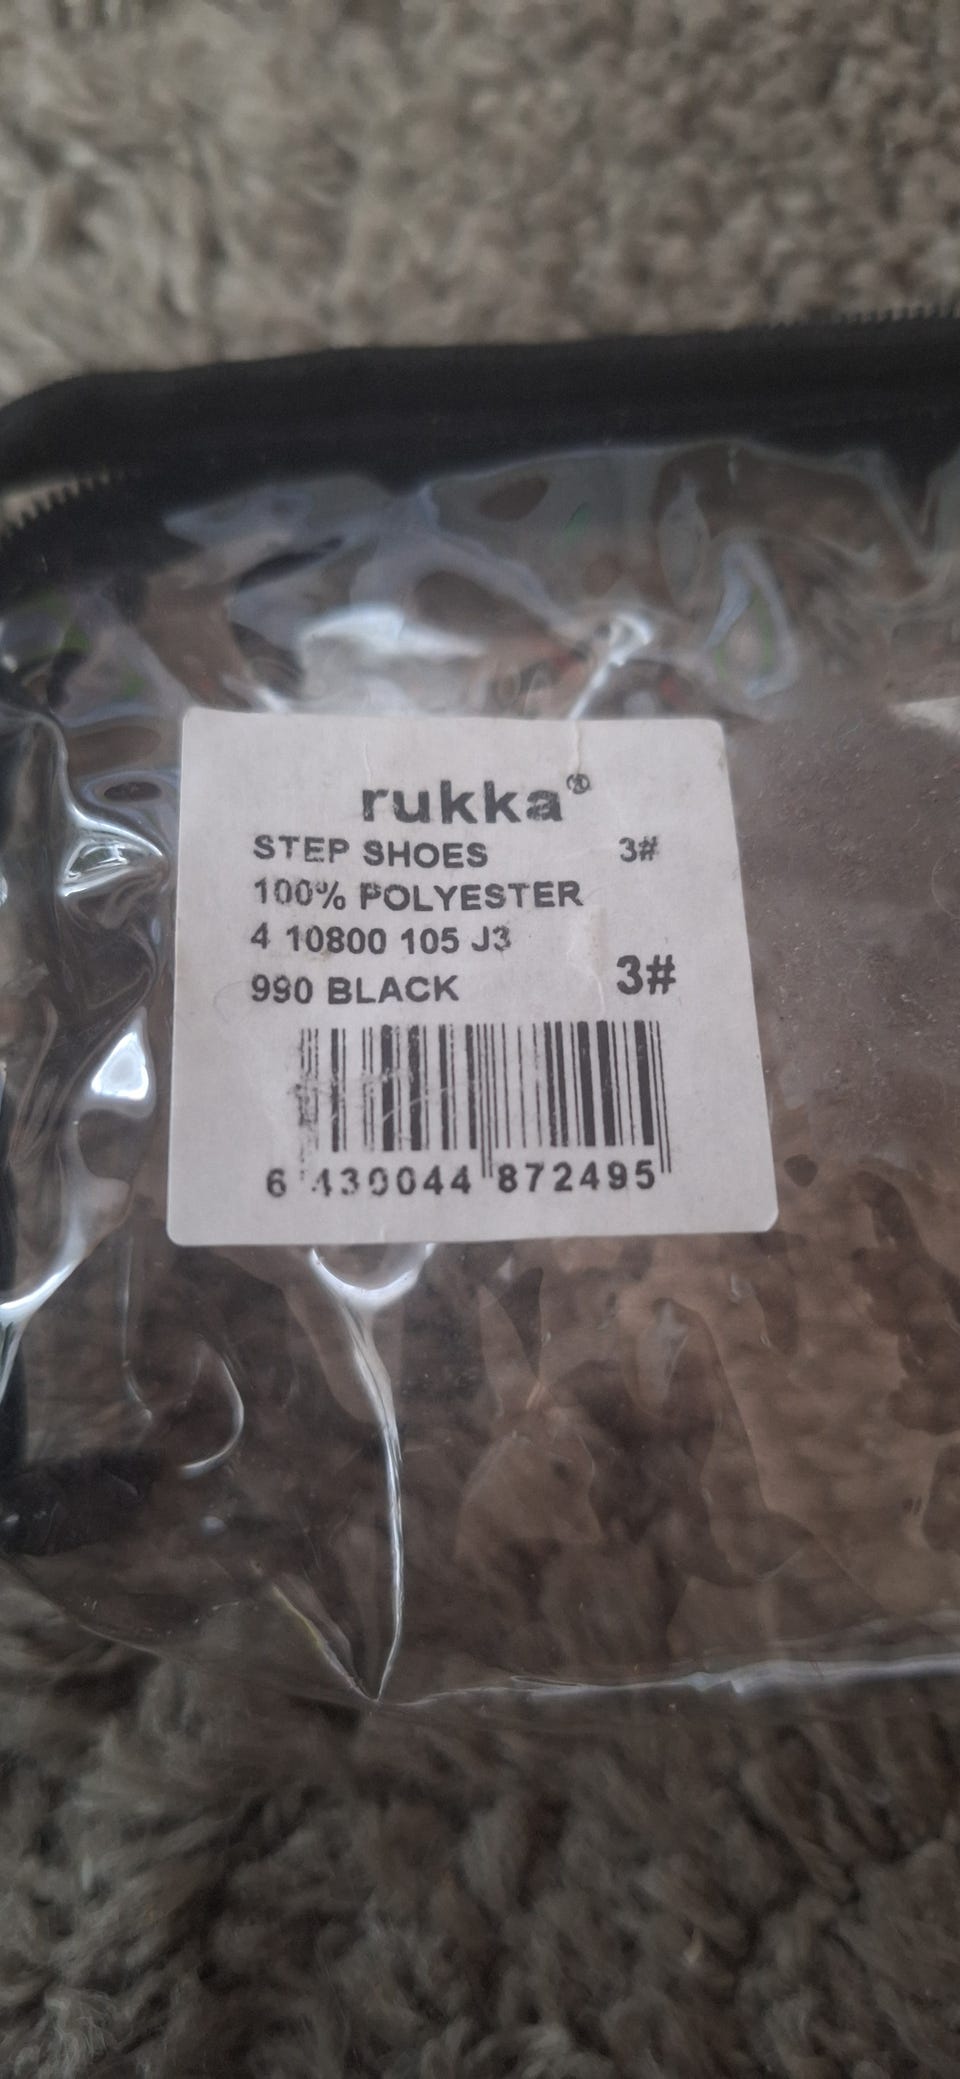 rukka®
STEP SHOES 3#
100% POLYESTER
4 10800 105 J3
990 BLACK 3#
6 430044 872495